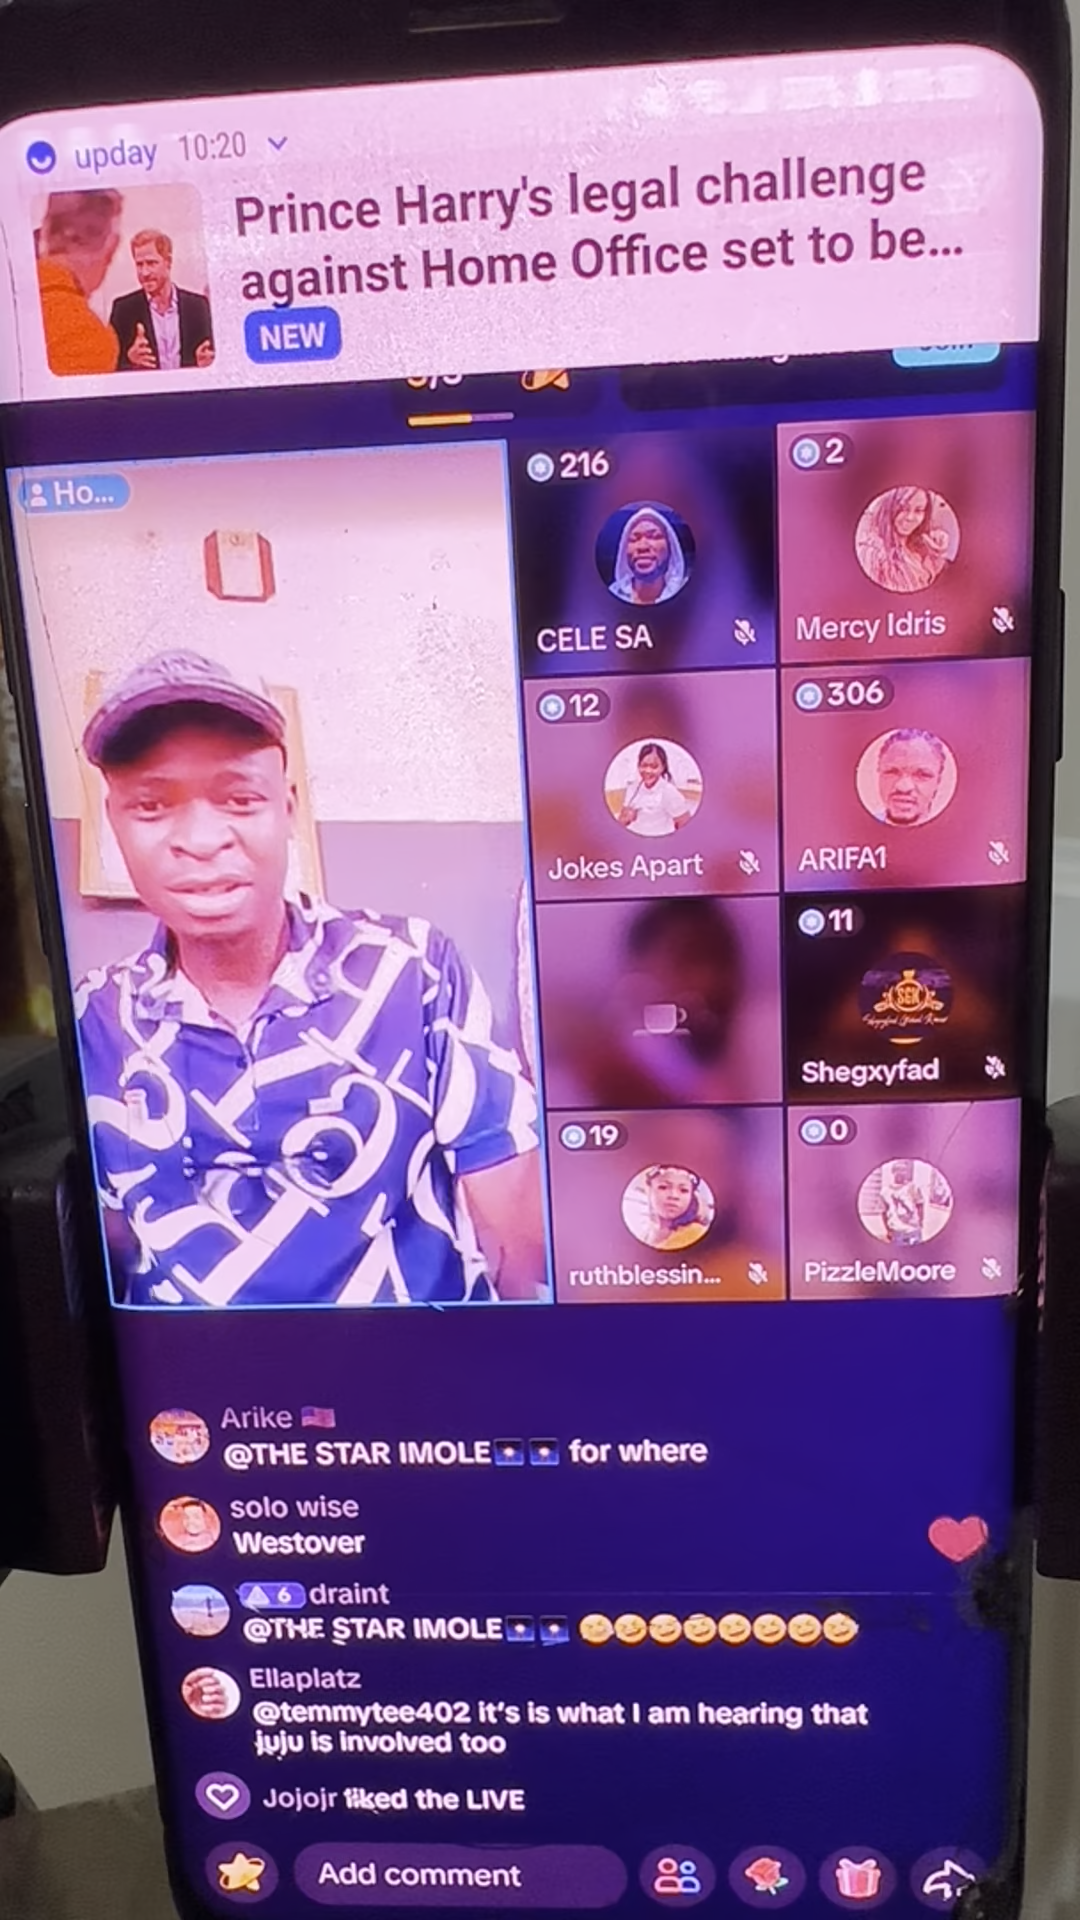 upday 10:20
Prince Harry's legal challenge
against Home Office set to be...
NEW
Ho...
216
CELE SA
2
Mercy Idris
12
Jokes Apart
306
ARIFA1
11
SGK
Shegxyfad
19
ruthblessin...
0
PizzleMoore
Arike
@THE STAR IMOLE for where
solo wise
Westover
6 draint
@THE STAR IMOLE
Ellaplatz
@temmytee402 it's is what I am hearing that
juju is involved too
Jojojr liked the LIVE
Add comment